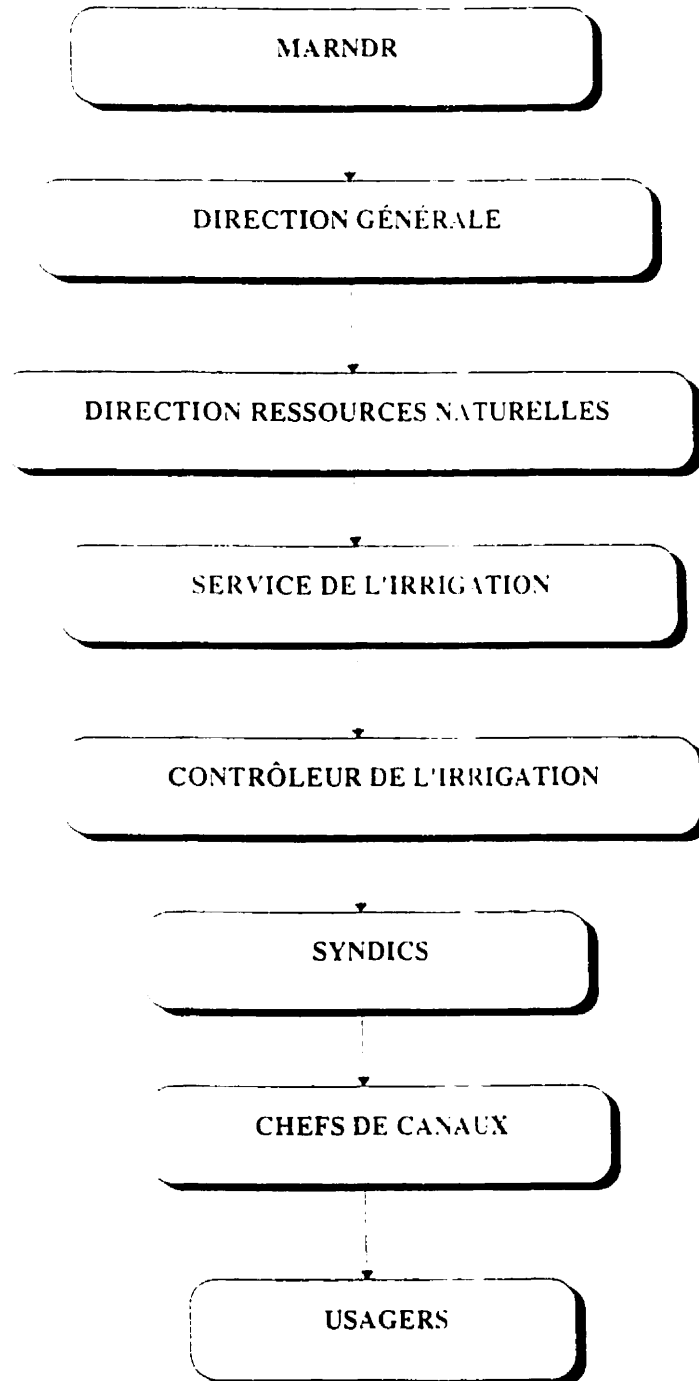 MARNDR
DIRECTION GÉNÉRALE
DIRECTION RESSOURCES NATURELLES
SERVICE DE L'IRRIGATION
CONTRÔLEUR DE L'IRRIGATION
SYNDICS
CHEFS DE CANAUX
USAGERS